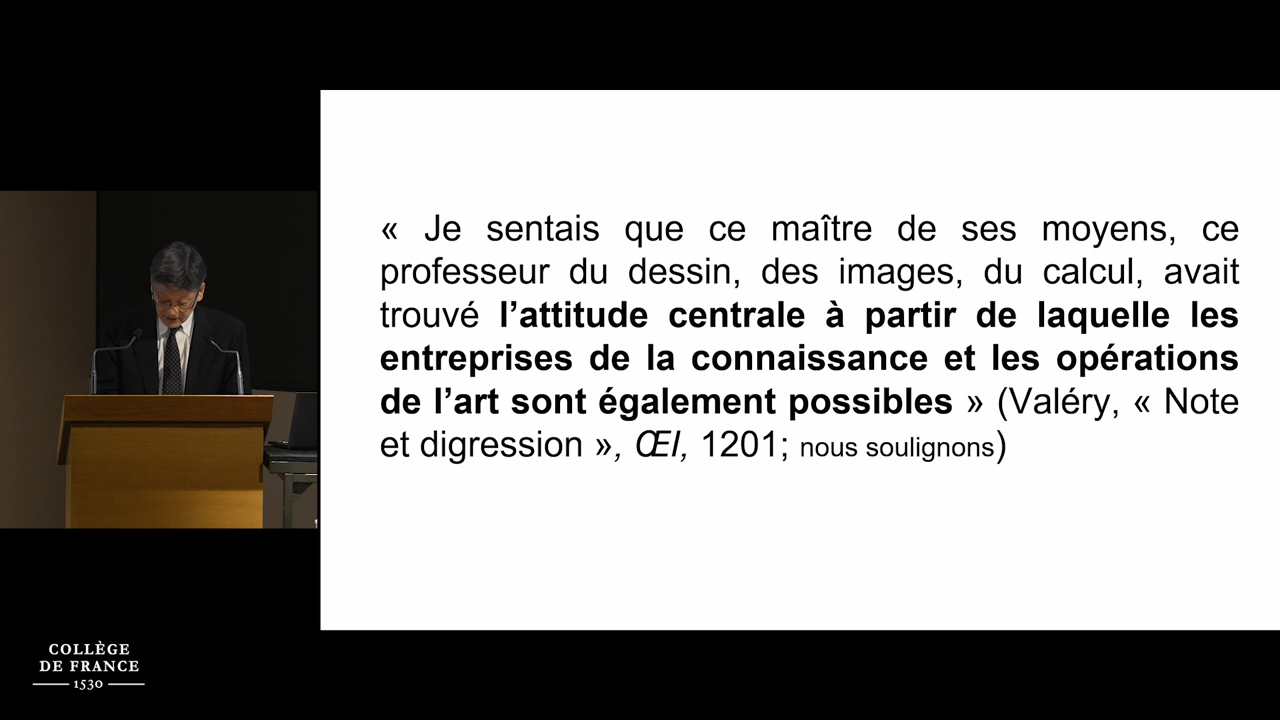 « Je sentais que ce maître de ses moyens, ce
professeur du dessin, des images, du calcul, avait
trouvé l’attitude centrale à partir de laquelle les
entreprises de la connaissance et les opérations
de l’art sont également possibles » (Valéry, « Note
et digression », ŒI, 1201; nous soulignons)
COLLÈGE
DE FRANCE
1530